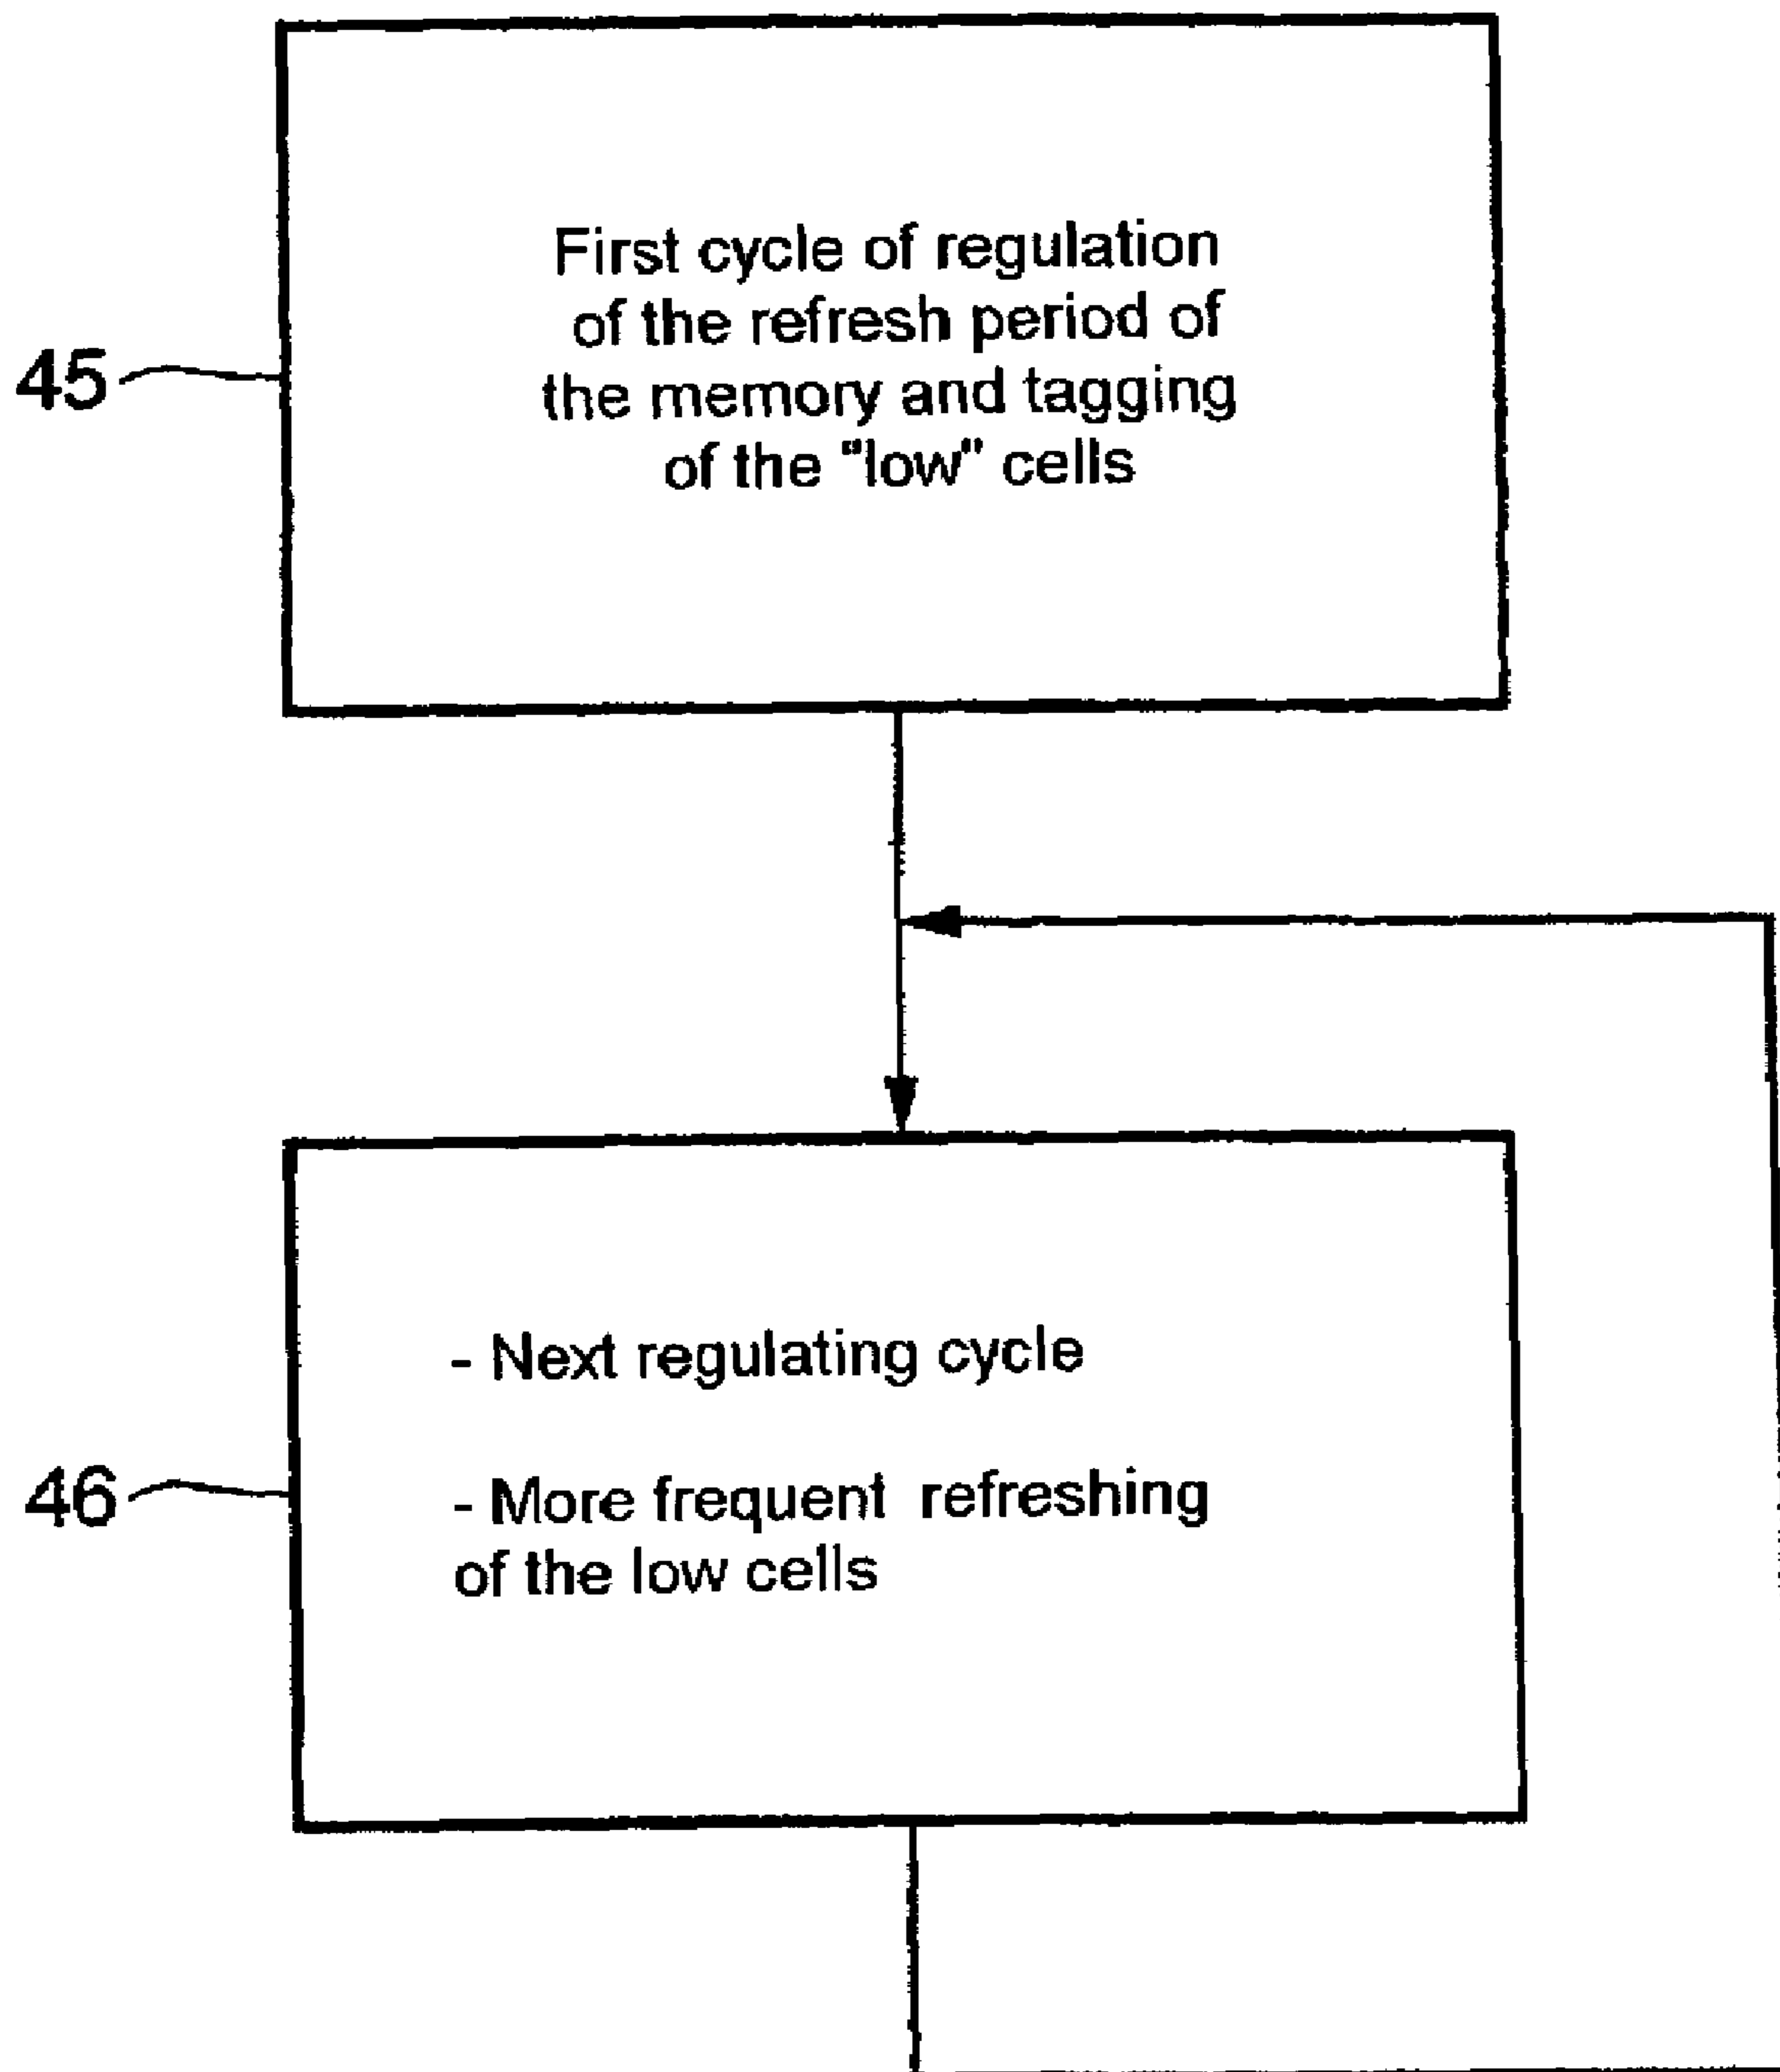 First cycle of regulation
of the refresh period of
the memory and tagging
of the "low" cells
45
- Next regulating cycle
- More frequent refreshing
of the low cells
46